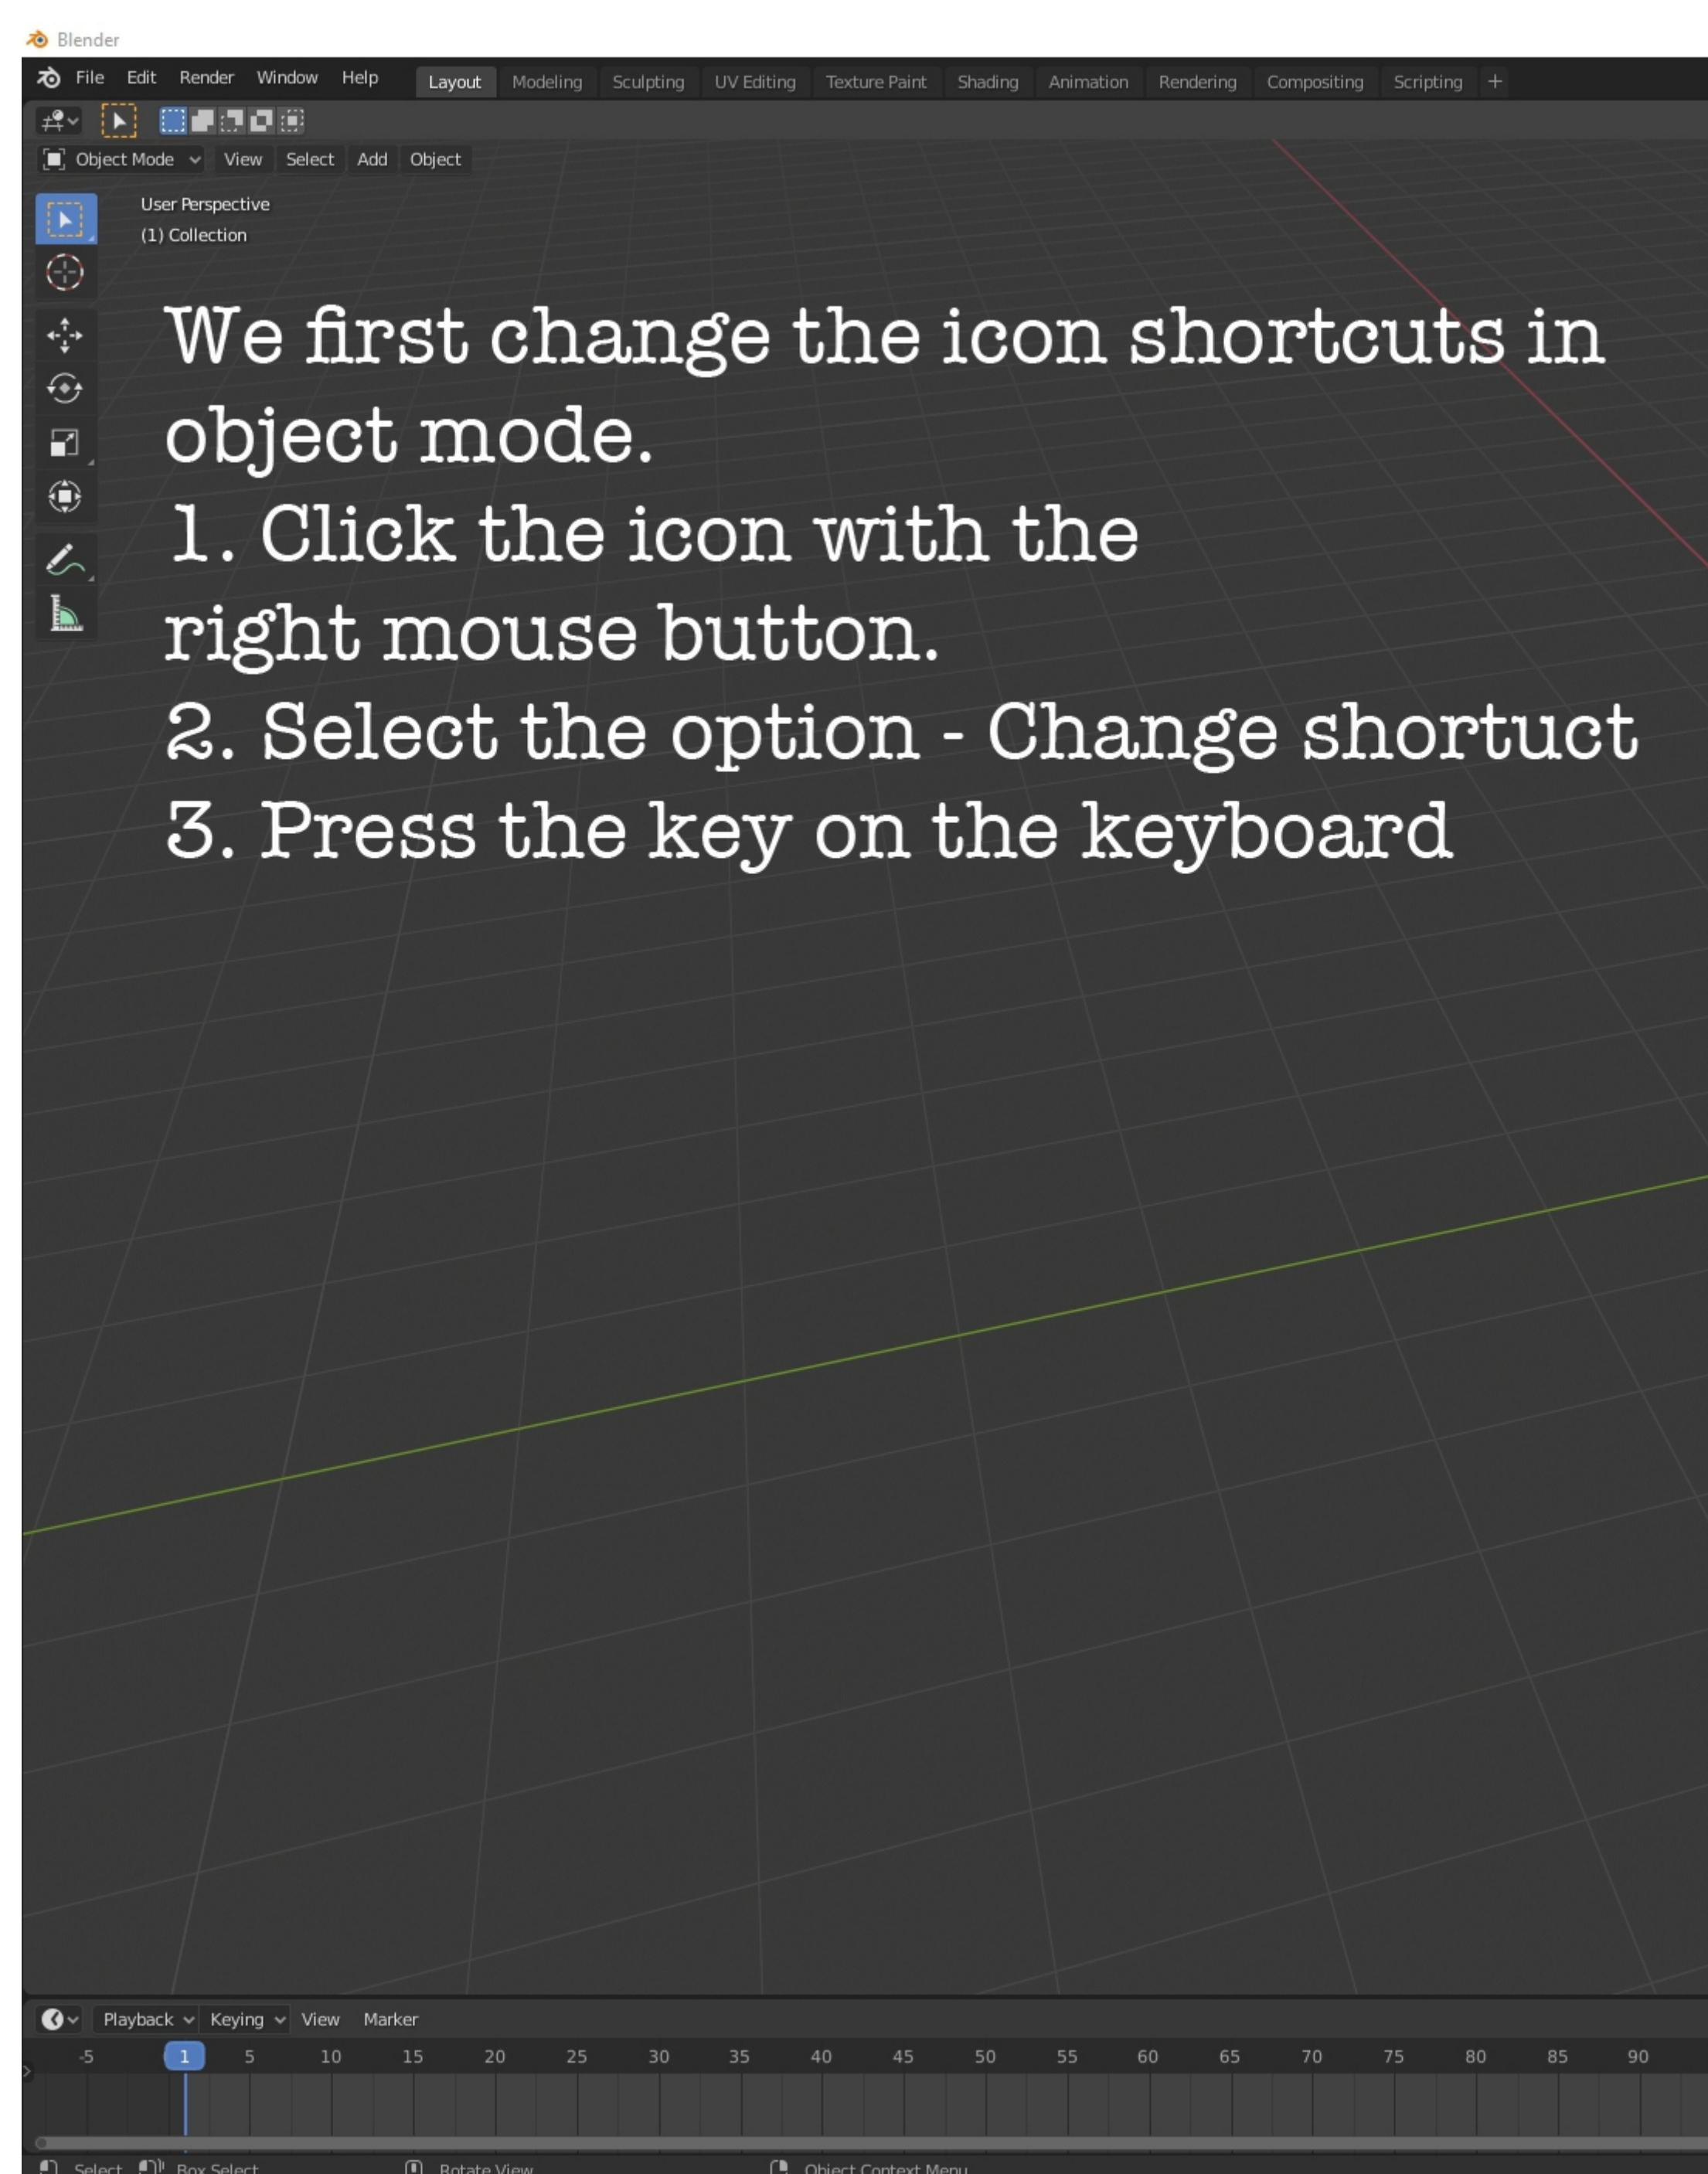 Blender
File Edit Render Window Help Layout Modeling Sculpting UV Editing Texture Paint Shading Animation Rendering Compositing Scripting +
Object Mode View Select Add Object
User Perspective
(1) Collection
We first change the icon shortcuts in
object mode.
1. Click the icon with the
right mouse button.
2. Select the option - Change shortuct
3. Press the key on the keyboard
Playback Keying View Marker
-5 1 5 10 15 20 25 30 35 40 45 50 55 60 65 70 75 80 85 90
Select Box Select Rotate View Object Context Menu